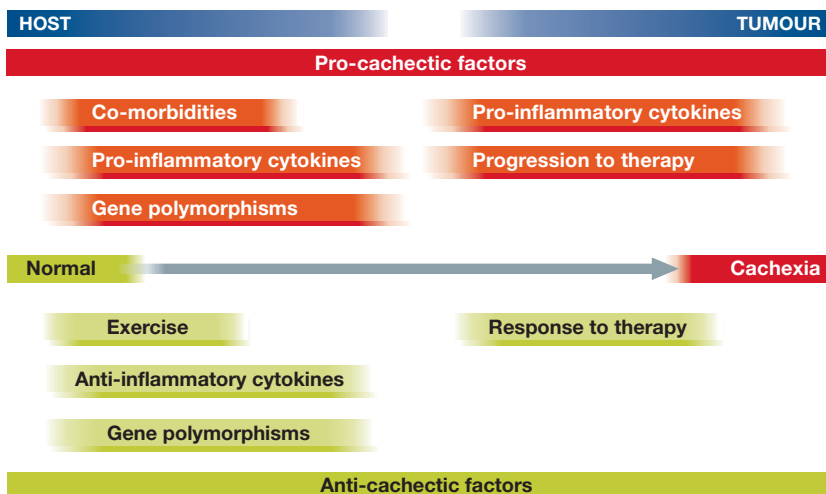 HOST TUMOUR
Pro-cachectic factors
Co-morbidities Pro-inflammatory cytokines
Pro-inflammatory cytokines Progression to therapy
Gene polymorphisms
Normal Cachexia
Exercise Response to therapy
Anti-inflammatory cytokines
Gene polymorphisms
Anti-cachectic factors